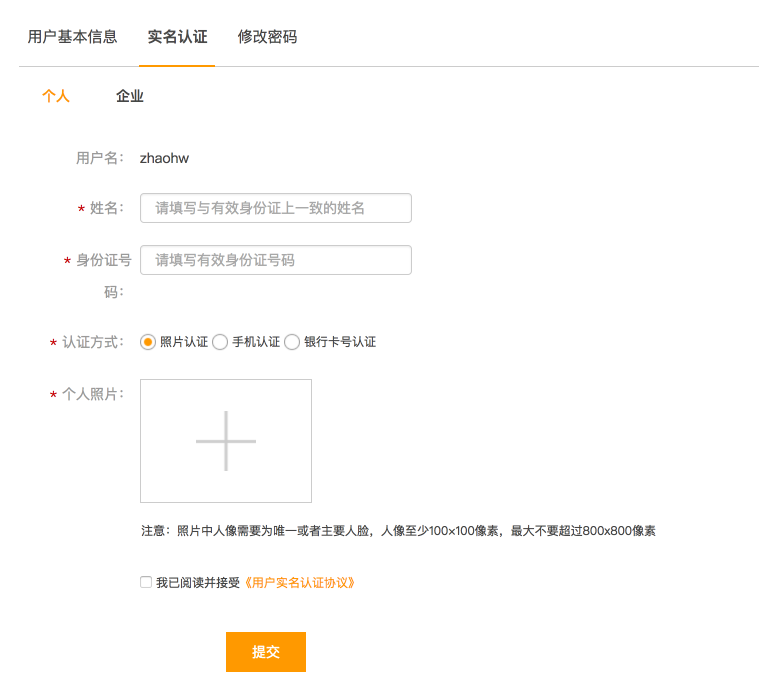 用户基本信息 实名认证 修改密码
个人 企业
用户名： zhaohw
* 姓名： 请填写与有效身份证上一致的姓名
* 身份证号 请填写有效身份证号码
码：
* 认证方式： 照片认证 手机认证 银行卡号认证
* 个人照片：
注意：照片中人像需要为唯一或者主要人脸，人像至少100×100像素，最大不要超过800x800像素
我已阅读并接受《用户实名认证协议》
提交